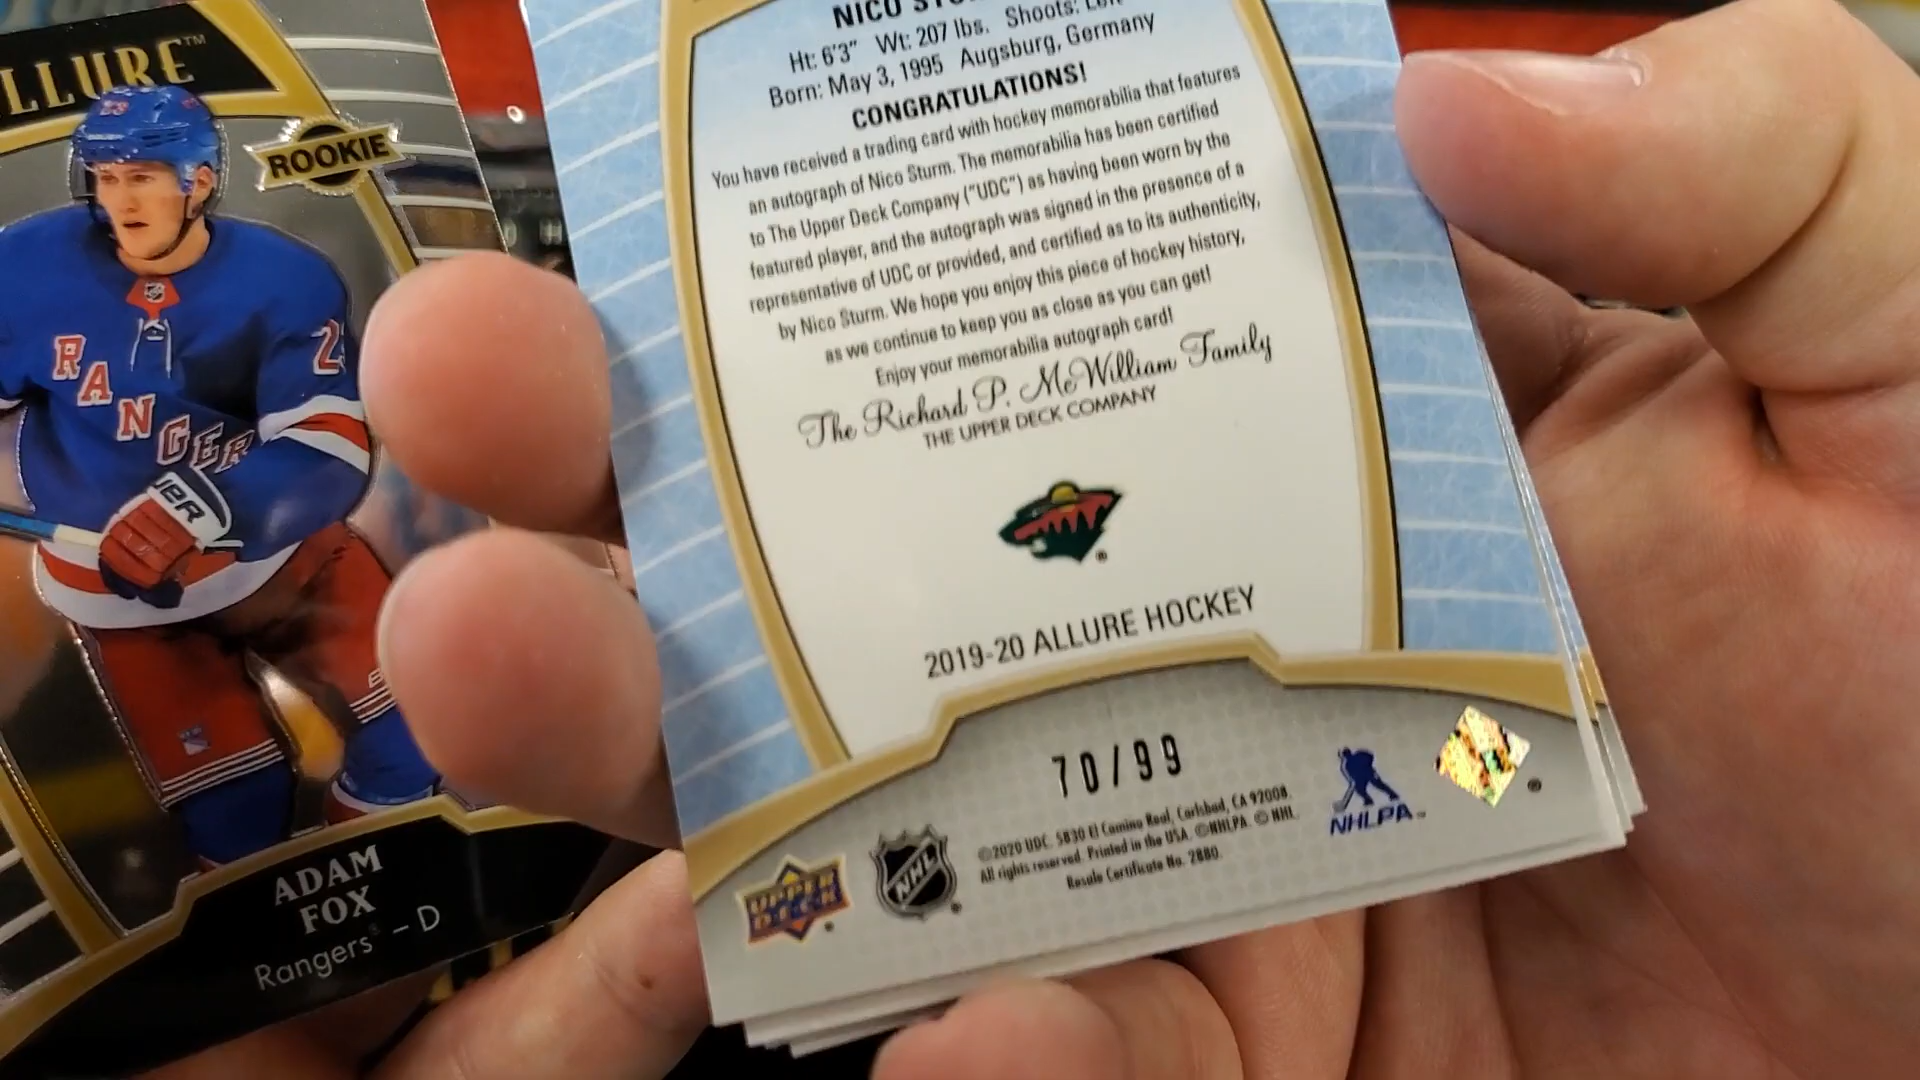 LLURE™
ROOKIE
23
RANGER
2
ADAM
FOX
Rangers® – D
NICO
Ht: 6'3" Wt: 207 lbs. Shoots:
Born: May 3, 1995 Augsburg, Germany
CONGRATULATIONS!
You have received a trading card with hockey memorabilia that features
an autograph of Nico Sturm. The memorabilia has been certified
to The Upper Deck Company ("UDC") as having been worn by the
featured player, and the autograph was signed in the presence of a
representative of UDC or provided, and certified as to its authenticity,
by Nico Sturm. We hope you enjoy this piece of hockey history,
as we continue to keep you as close as you can get!
Enjoy your memorabilia autograph card!
The Richard P. McWilliam Family
THE UPPER DECK COMPANY
2019-20 ALLURE HOCKEY
70/99
UPPER
DECK
NHL
©2020 UDC. 5830 El Camino Real, Carlsbad, CA 92008.
All rights reserved. Printed in the USA. ©NHLPA. © NHL.
Resale Certificate No. 2880.
NHLPA™